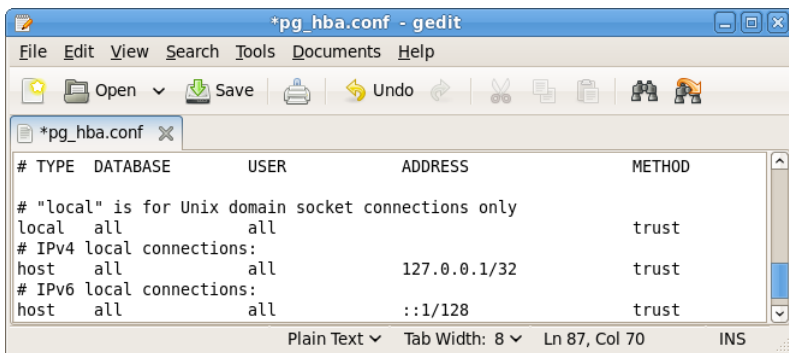 *pg_hba.conf - gedit
File Edit View Search Tools Documents Help
Open Save Undo
*pg_hba.conf
# TYPE DATABASE USER ADDRESS METHOD
# "local" is for Unix domain socket connections only
local all all trust
# IPv4 local connections:
host all all 127.0.0.1/32 trust
# IPv6 local connections:
host all all ::1/128 trust
Plain Text Tab Width: 8 Ln 87, Col 70 INS